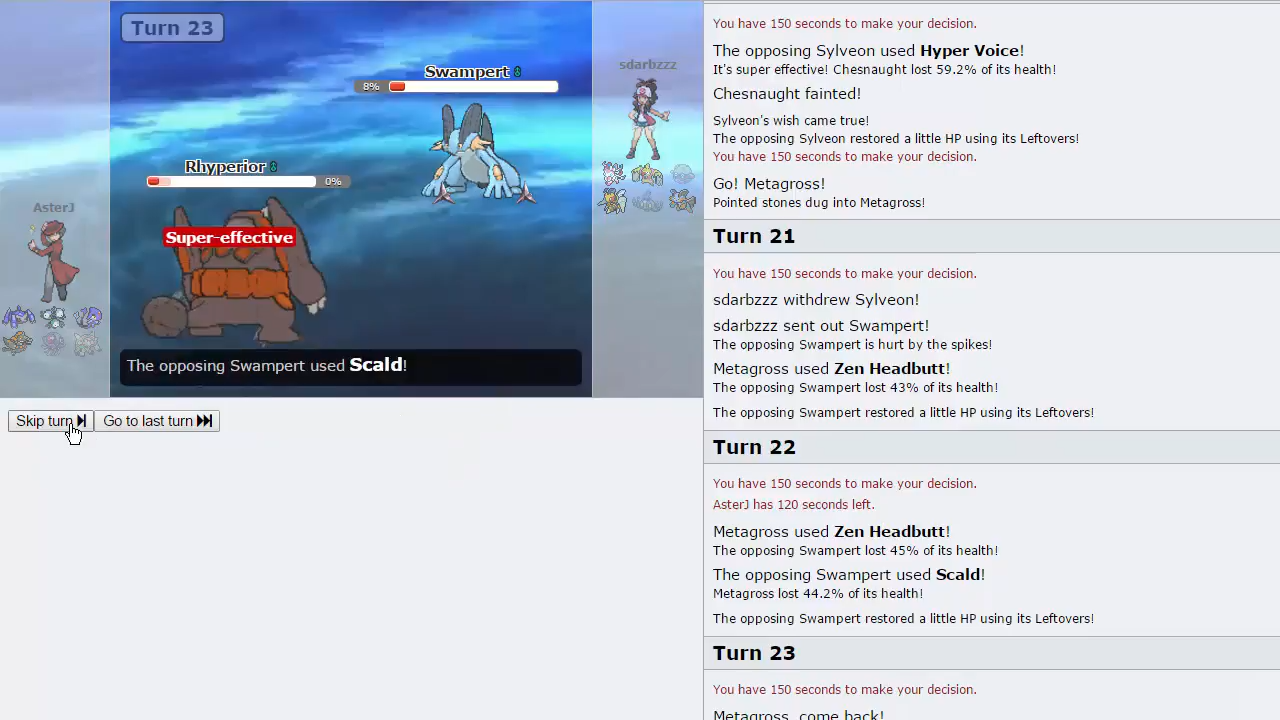 Turn 23
Swampert
8%
sdarbzzz
Rhyperior
0%
AsterJ
Super-effective
The opposing Swampert used Scald!
Skip turn
Go to last turn
You have 150 seconds to make your decision.
The opposing Sylveon used Hyper Voice!
It's super effective! Chesnaught lost 59.2% of its health!
Chesnaught fainted!
Sylveon's wish came true!
The opposing Sylveon restored a little HP using its Leftovers!
You have 150 seconds to make your decision.
Go! Metagross!
Pointed stones dug into Metagross!
Turn 21
You have 150 seconds to make your decision.
sdarbzzz withdrew Sylveon!
sdarbzzz sent out Swampert!
The opposing Swampert is hurt by the spikes!
Metagross used Zen Headbutt!
The opposing Swampert lost 43% of its health!
The opposing Swampert restored a little HP using its Leftovers!
Turn 22
You have 150 seconds to make your decision.
AsterJ has 120 seconds left.
Metagross used Zen Headbutt!
The opposing Swampert lost 45% of its health!
The opposing Swampert used Scald!
Metagross lost 44.2% of its health!
The opposing Swampert restored a little HP using its Leftovers!
Turn 23
You have 150 seconds to make your decision.
Metagross, come back!